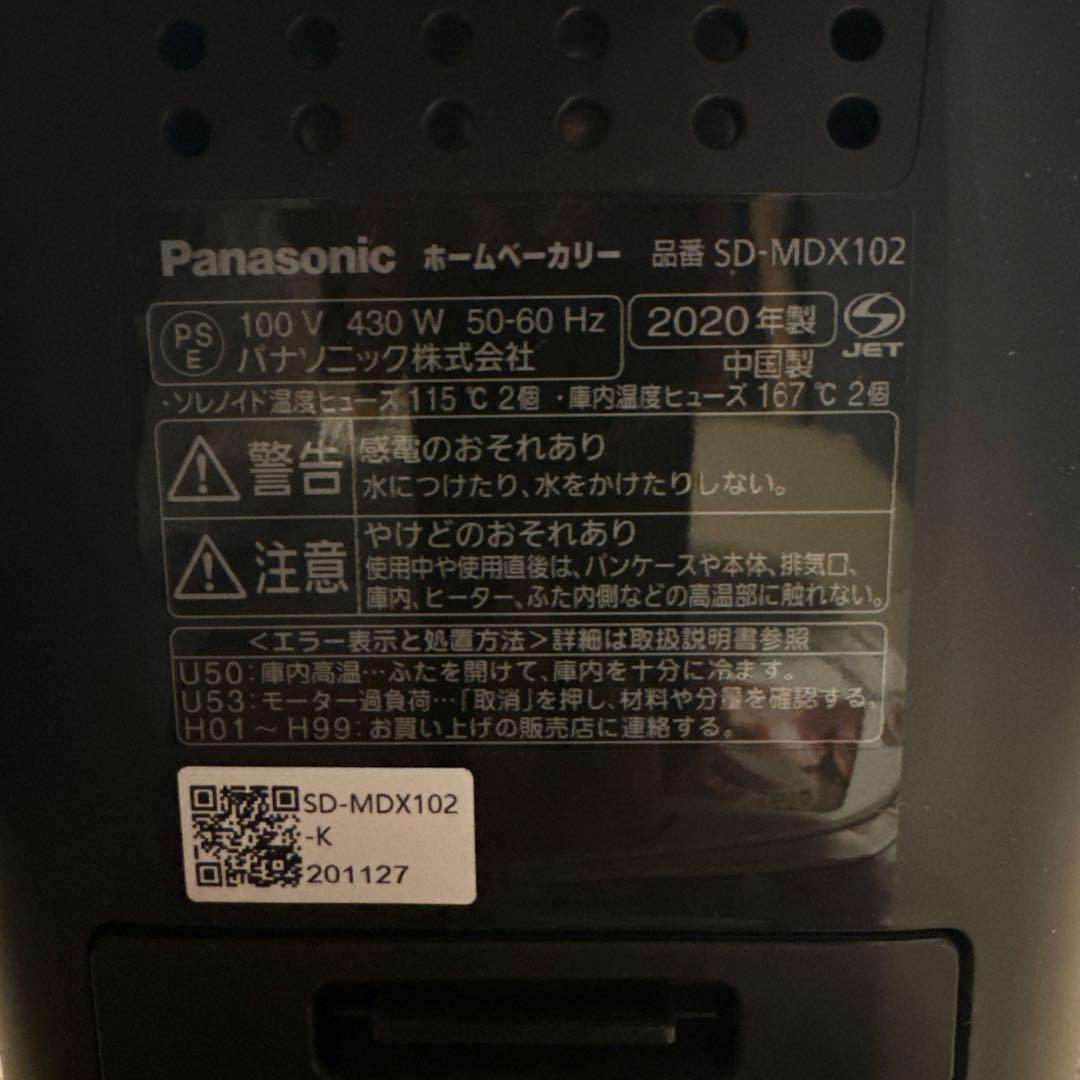 Panasonic ホームベーカリー 品番 SD-MDX102
PS E 100 V 430 W 50-60 Hz 2020年製
パナソニック株式会社 中国製 JET
・ソレノイド温度ヒューズ 115 ℃ 2個 ・庫内温度ヒューズ 167 ℃ 2個
警告 感電のおそれあり
水につけたり、水をかけたりしない。
注意 やけどのおそれあり
使用中や使用直後は、パンケースや本体、排気口、
庫内、ヒーター、ふた内側などの高温部に触れない。
<エラー表示と処置方法>詳細は取扱説明書参照
U50:庫内高温…ふたを開けて、庫内を十分に冷ます。
U53:モーター過負荷…「取消」を押し、材料や分量を確認する。
H01～H99:お買い上げの販売店に連絡する。
SD-MDX102
-K
201127